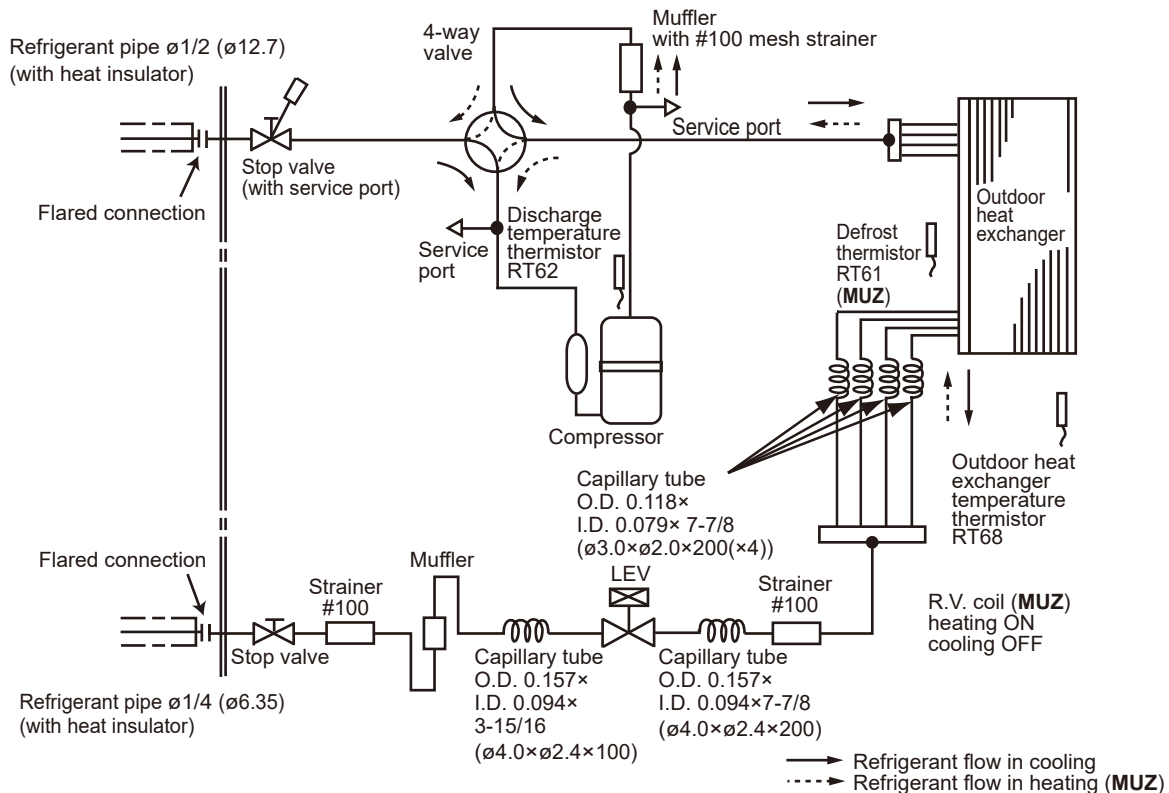 Refrigerant pipe ø1/2 (ø12.7)
(with heat insulator)
4-way
valve
Muffler
with #100 mesh strainer
Service port
Stop valve
(with service port)
Flared connection
Discharge
temperature
thermistor
RT62
Service
port
Defrost
thermistor
RT61
(MUZ)
Outdoor
heat
exchanger
Compressor
Capillary tube
O.D. 0.118×
I.D. 0.079× 7-7/8
(ø3.0×ø2.0×200(×4))
Outdoor heat
exchanger
temperature
thermistor
RT68
Flared connection
Strainer
#100
Muffler
LEV
Strainer
#100
R.V. coil (MUZ)
heating ON
cooling OFF
Stop valve
Capillary tube
O.D. 0.157×
I.D. 0.094×
3-15/16
(ø4.0×ø2.4×100)
Capillary tube
O.D. 0.157×
I.D. 0.094×7-7/8
(ø4.0×ø2.4×200)
Refrigerant pipe ø1/4 (ø6.35)
(with heat insulator)
Refrigerant flow in cooling
Refrigerant flow in heating (MUZ)